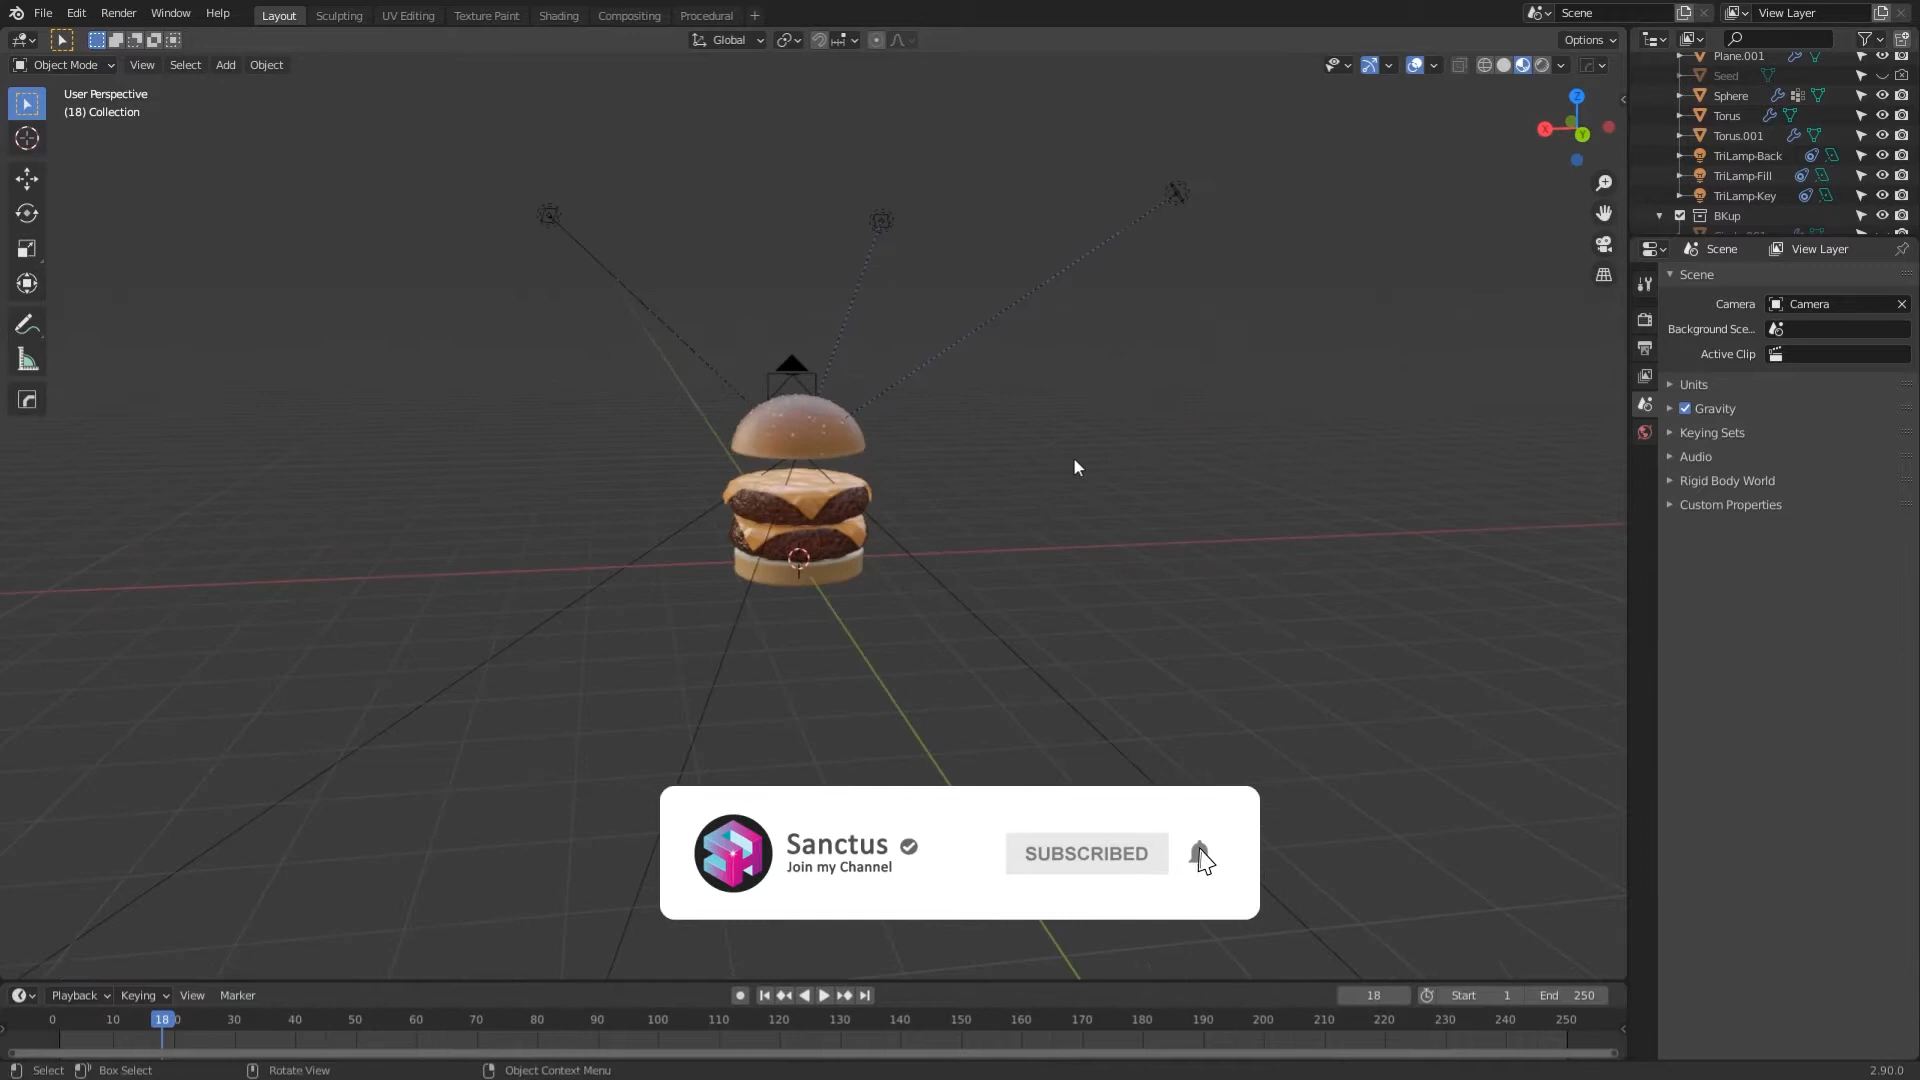 File Edit Render Window Help Layout Sculpting UV Editing Texture Paint Shading Compositing Procedural + Scene View Layer
Global Options
Object Mode View Select Add Object
User Perspective
(18) Collection
Z
X
Y
Plane.001
Seed
Sphere
Torus
Torus.001
TriLamp-Back
TriLamp-Fill
TriLamp-Key
BKup
Scene View Layer
Scene
Camera Camera
Background Sce...
Active Clip
Units
Gravity
Keying Sets
Audio
Rigid Body World
Custom Properties
Sanctus
Join my Channel
SUBSCRIBED
Playback Keying View Marker 18 Start 1 End 250
0 10 18 30 40 50 60 70 80 90 100 110 120 130 140 150 160 170 180 190 200 210 220 230 240 250
Select Box Select Rotate View Object Context Menu 2.90.0